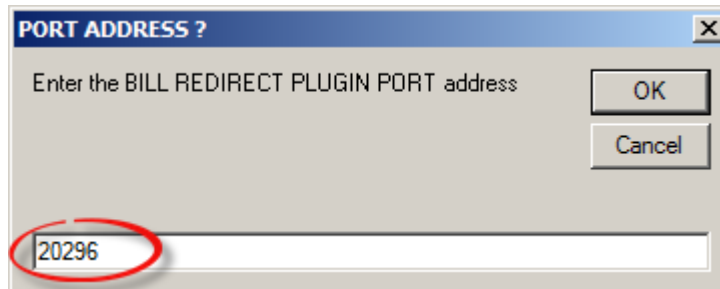 PORT ADDRESS ?
Enter the BILL REDIRECT PLUGIN PORT address
OK
Cancel
20296